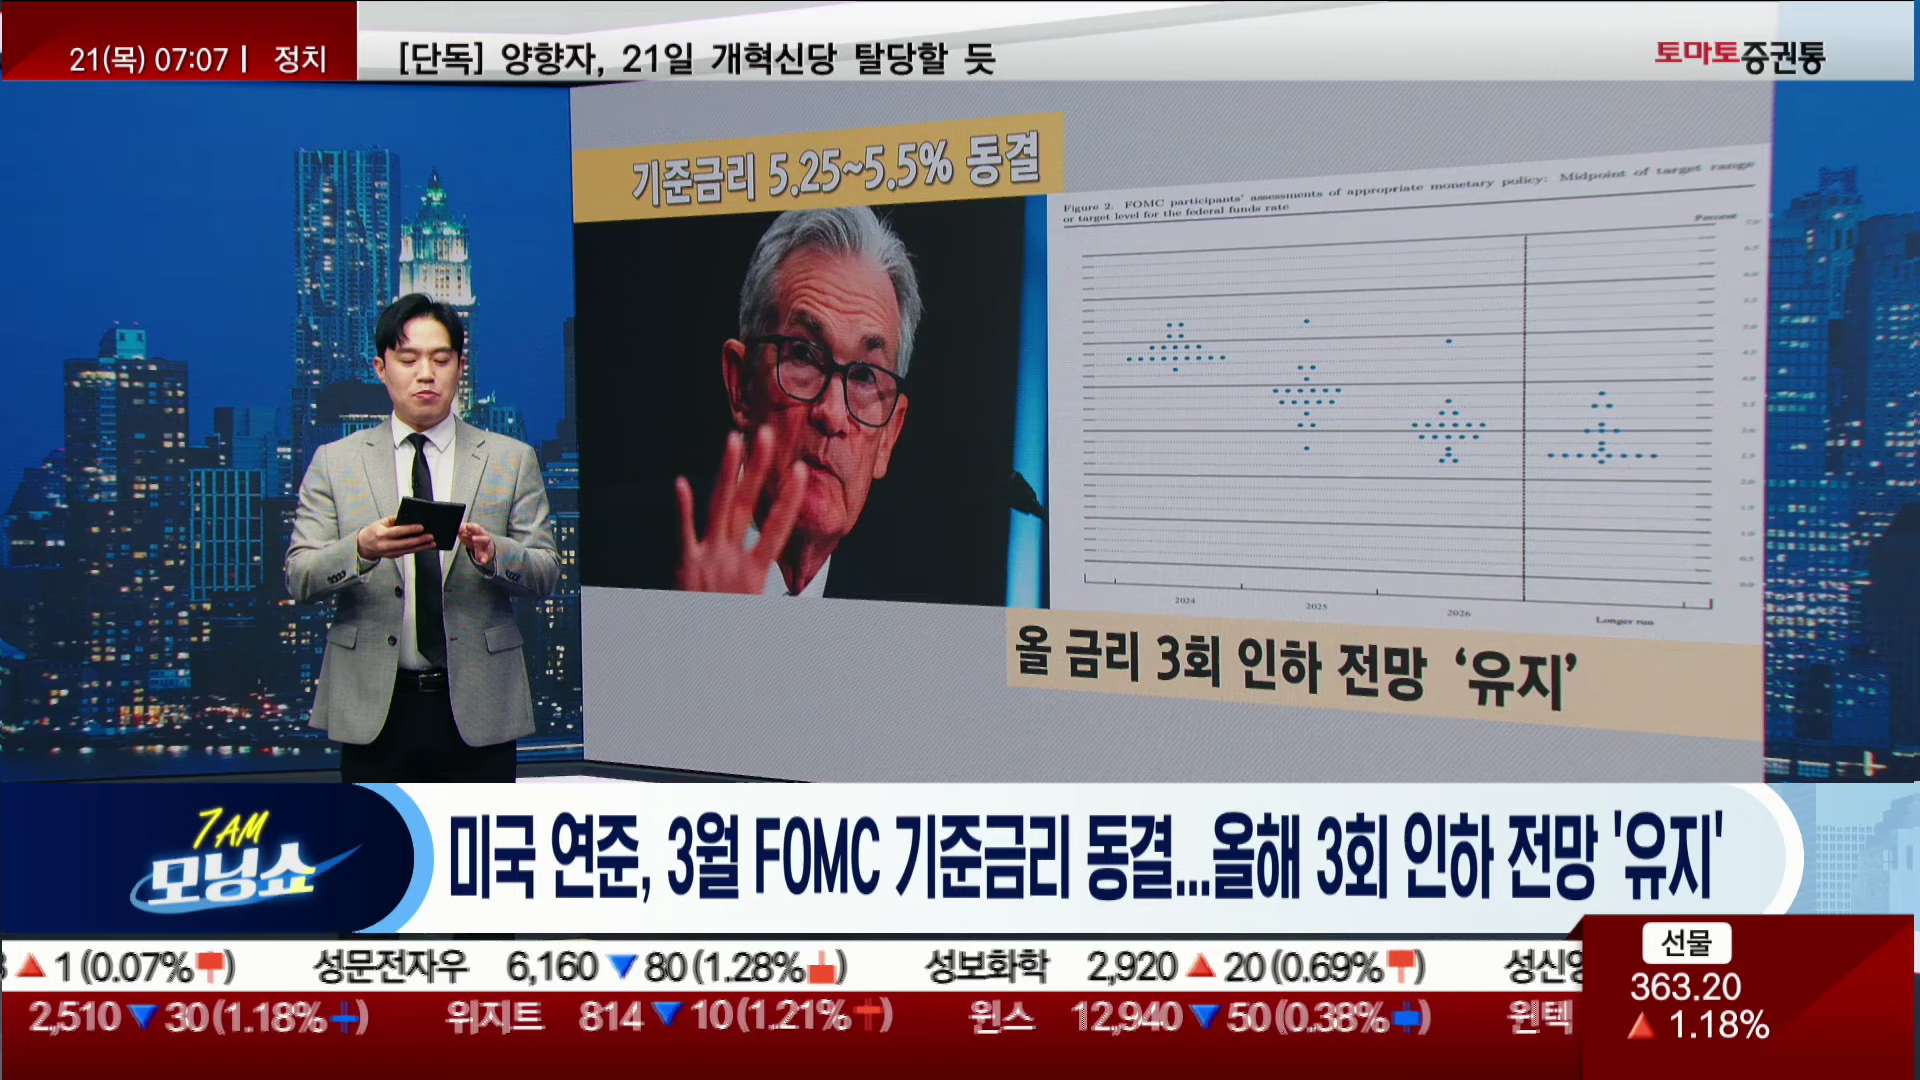 21(목) 07:07 | 정치
[단독] 양향자, 21일 개혁신당 탈당할 듯
토마토증권통
기준금리 5.25~5.5% 동결
Figure 2. FOMC participants' assessments of appropriate monetary policy: Midpoint of target range
or target level for the federal funds rate
Percent
2024
2025
2026
Longer run
올 금리 3회 인하 전망 ‘유지’
7AM
모닝쇼
미국 연준, 3월 FOMC 기준금리 동결...올해 3회 인하 전망 '유지'
▲ 1 (0.07%) 성문전자우 6,160 ▼ 80 (1.28%) 성보화학 2,920 ▲ 20 (0.69%)
2,510 ▼ 30 (1.18%) 위지트 814 ▼ 10 (1.21%) 윈스 12,940 ▼ 50 (0.38%) 윈텍
선물
363.20
▲ 1.18%